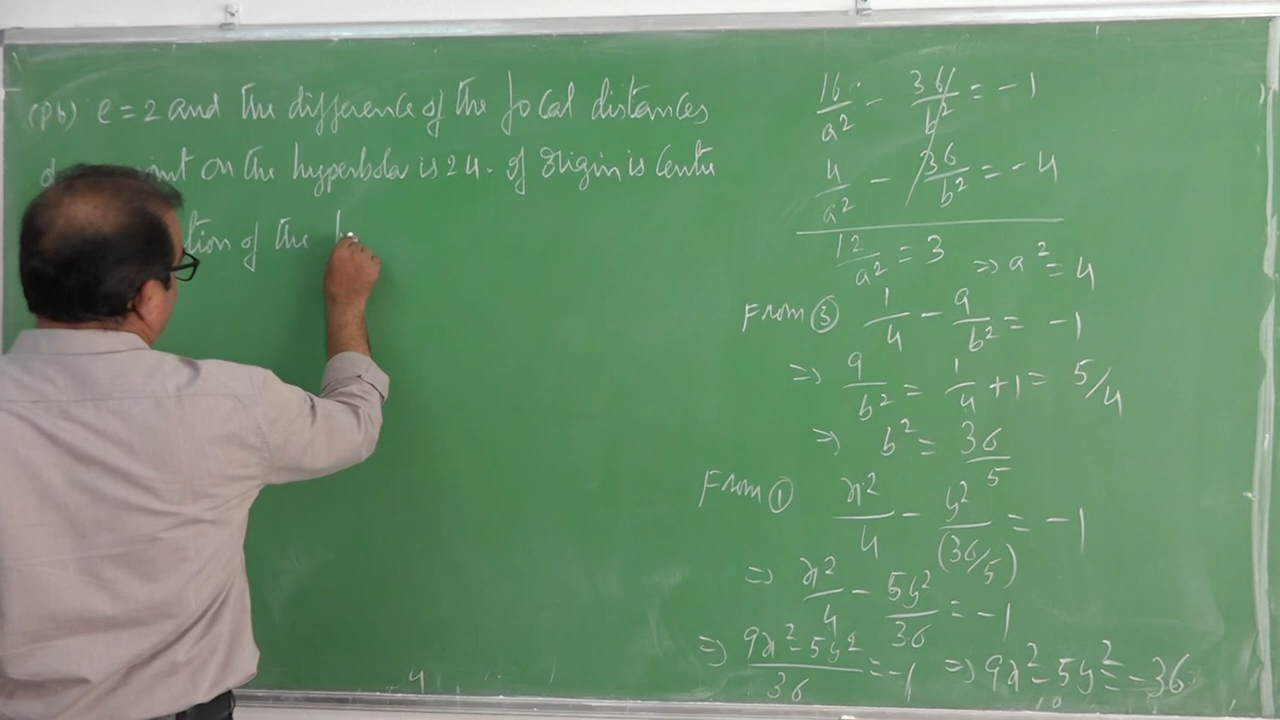 (Pb) e = 2 and the difference of the focal distances
point on the hyperbola is 24. If Origin is Centre
of the
16/a² - 36/b² = -1
4/a² - 36/b² = -4
12/a² = 3 ⇒ a² = 4
From ③ 1/4 - 9/b² = -1
⇒ 9/b² = 1/4 + 1 = 5/4
⇒ b² = 36/5
From ① x²/4 - y²/(36/5) = -1
⇒ x²/4 - 5y²/36 = -1
⇒ 9x² - 5y²/36 = -1 ⇒ 9x² - 5y² = -36